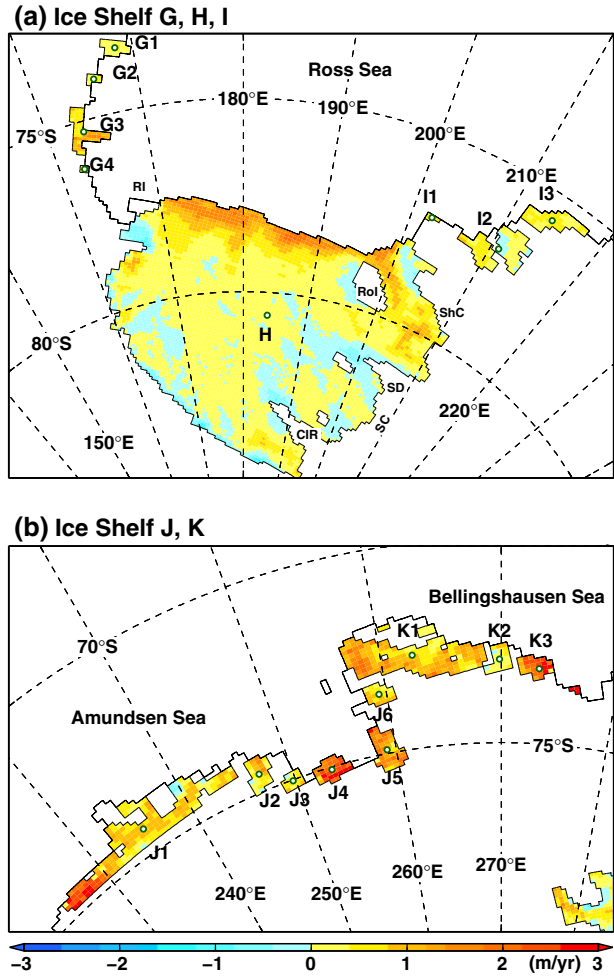 (a) Ice Shelf G, H, I
G1
G2
Ross Sea
180°E
190°E
G3
75°S
200°E
G4
210°E
RI
I1
I3
I2
RoI
ShC
H
80°S
SD
220°E
SC
CIR
150°E
(b) Ice Shelf J, K
Bellingshausen Sea
K1
K2
K3
70°S
J6
Amundsen Sea
75°S
J5
J2
J3
J4
J1
260°E
270°E
240°E
250°E
−3 −2 −1 0 1 2 (m/yr) 3